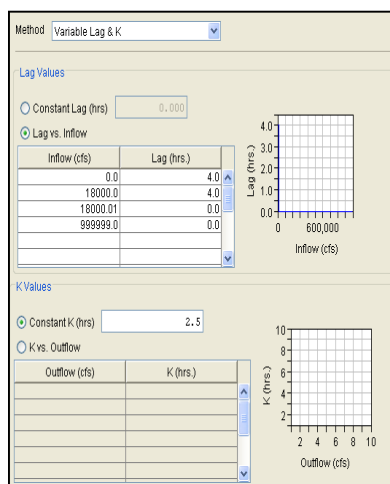 Method Variable Lag & K
Lag Values
Constant Lag (hrs) 0.000
Lag vs. Inflow
Inflow (cfs) Lag (hrs.)
0.0 4.0
18000.0 4.0
18000.01 0.0
999999.0 0.0
Lag (hrs.)
4.0
3.0
2.0
1.0
0.0
0 600,000
Inflow (cfs)
K Values
Constant K (hrs) 2.5
K vs. Outflow
Outflow (cfs) K (hrs.)
K (hrs.)
10
8
6
4
2
2 4 6 8 10
Outflow (cfs)